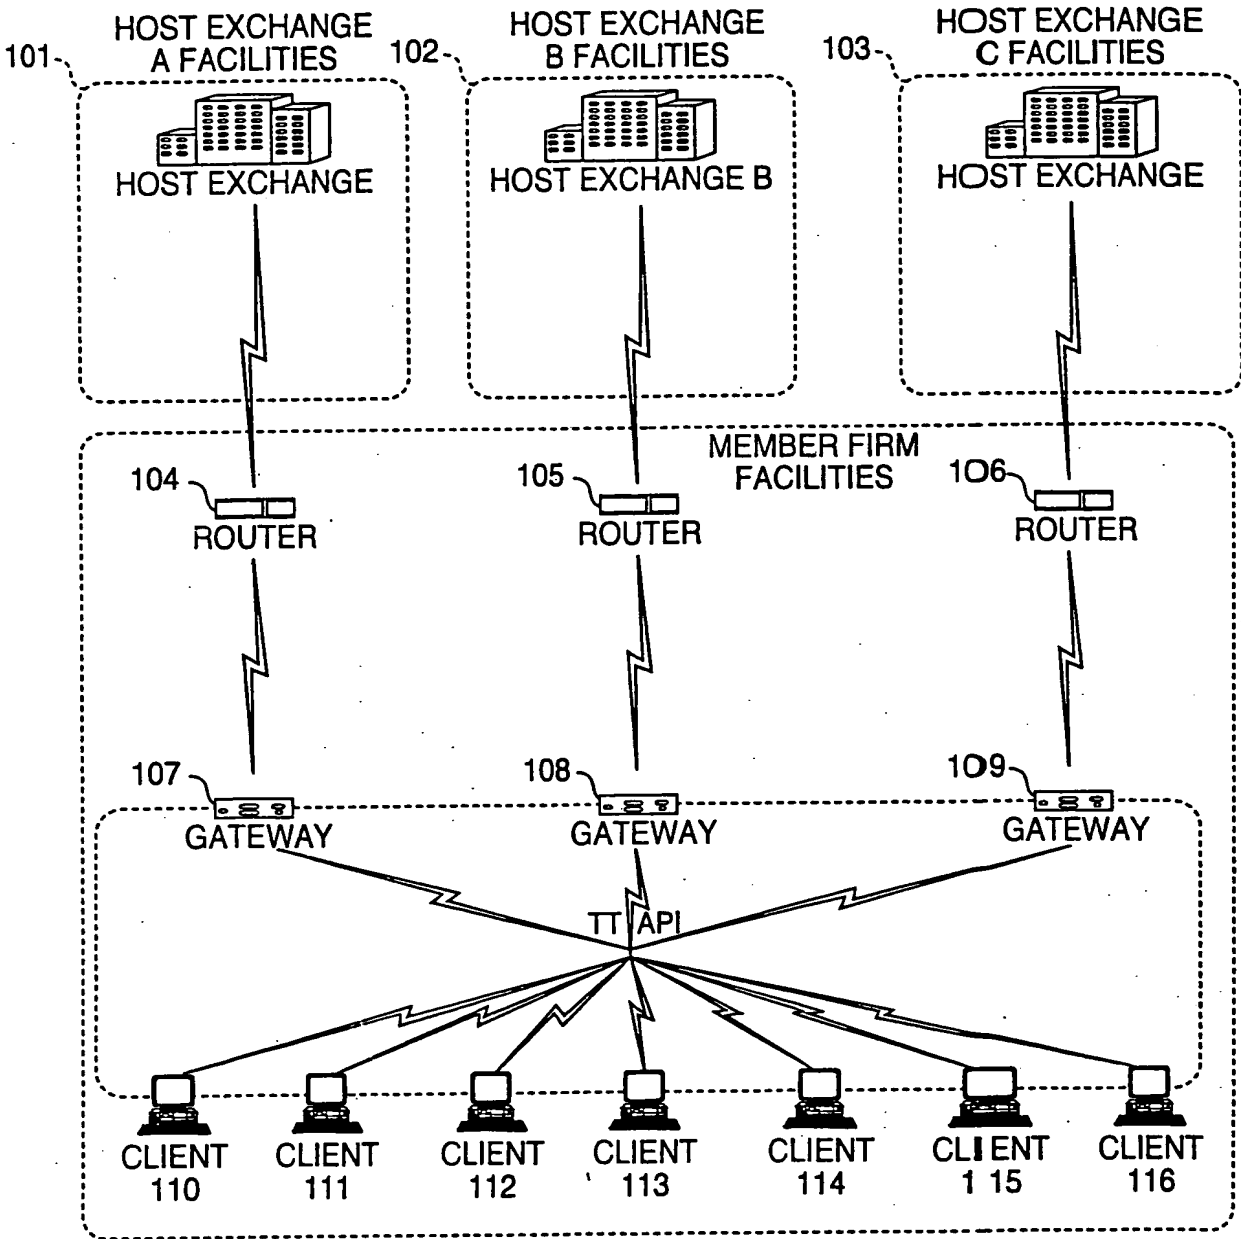 HOST EXCHANGE
A FACILITIES
101
HOST EXCHANGE
HOST EXCHANGE
B FACILITIES
102
HOST EXCHANGE B
HOST EXCHANGE
C FACILITIES
103
HOST EXCHANGE
MEMBER FIRM
FACILITIES
104
ROUTER
105
ROUTER
106
ROUTER
107
GATEWAY
108
GATEWAY
109
GATEWAY
TT API
CLIENT
110
CLIENT
111
CLIENT
112
CLIENT
113
CLIENT
114
CLIENT
115
CLIENT
116